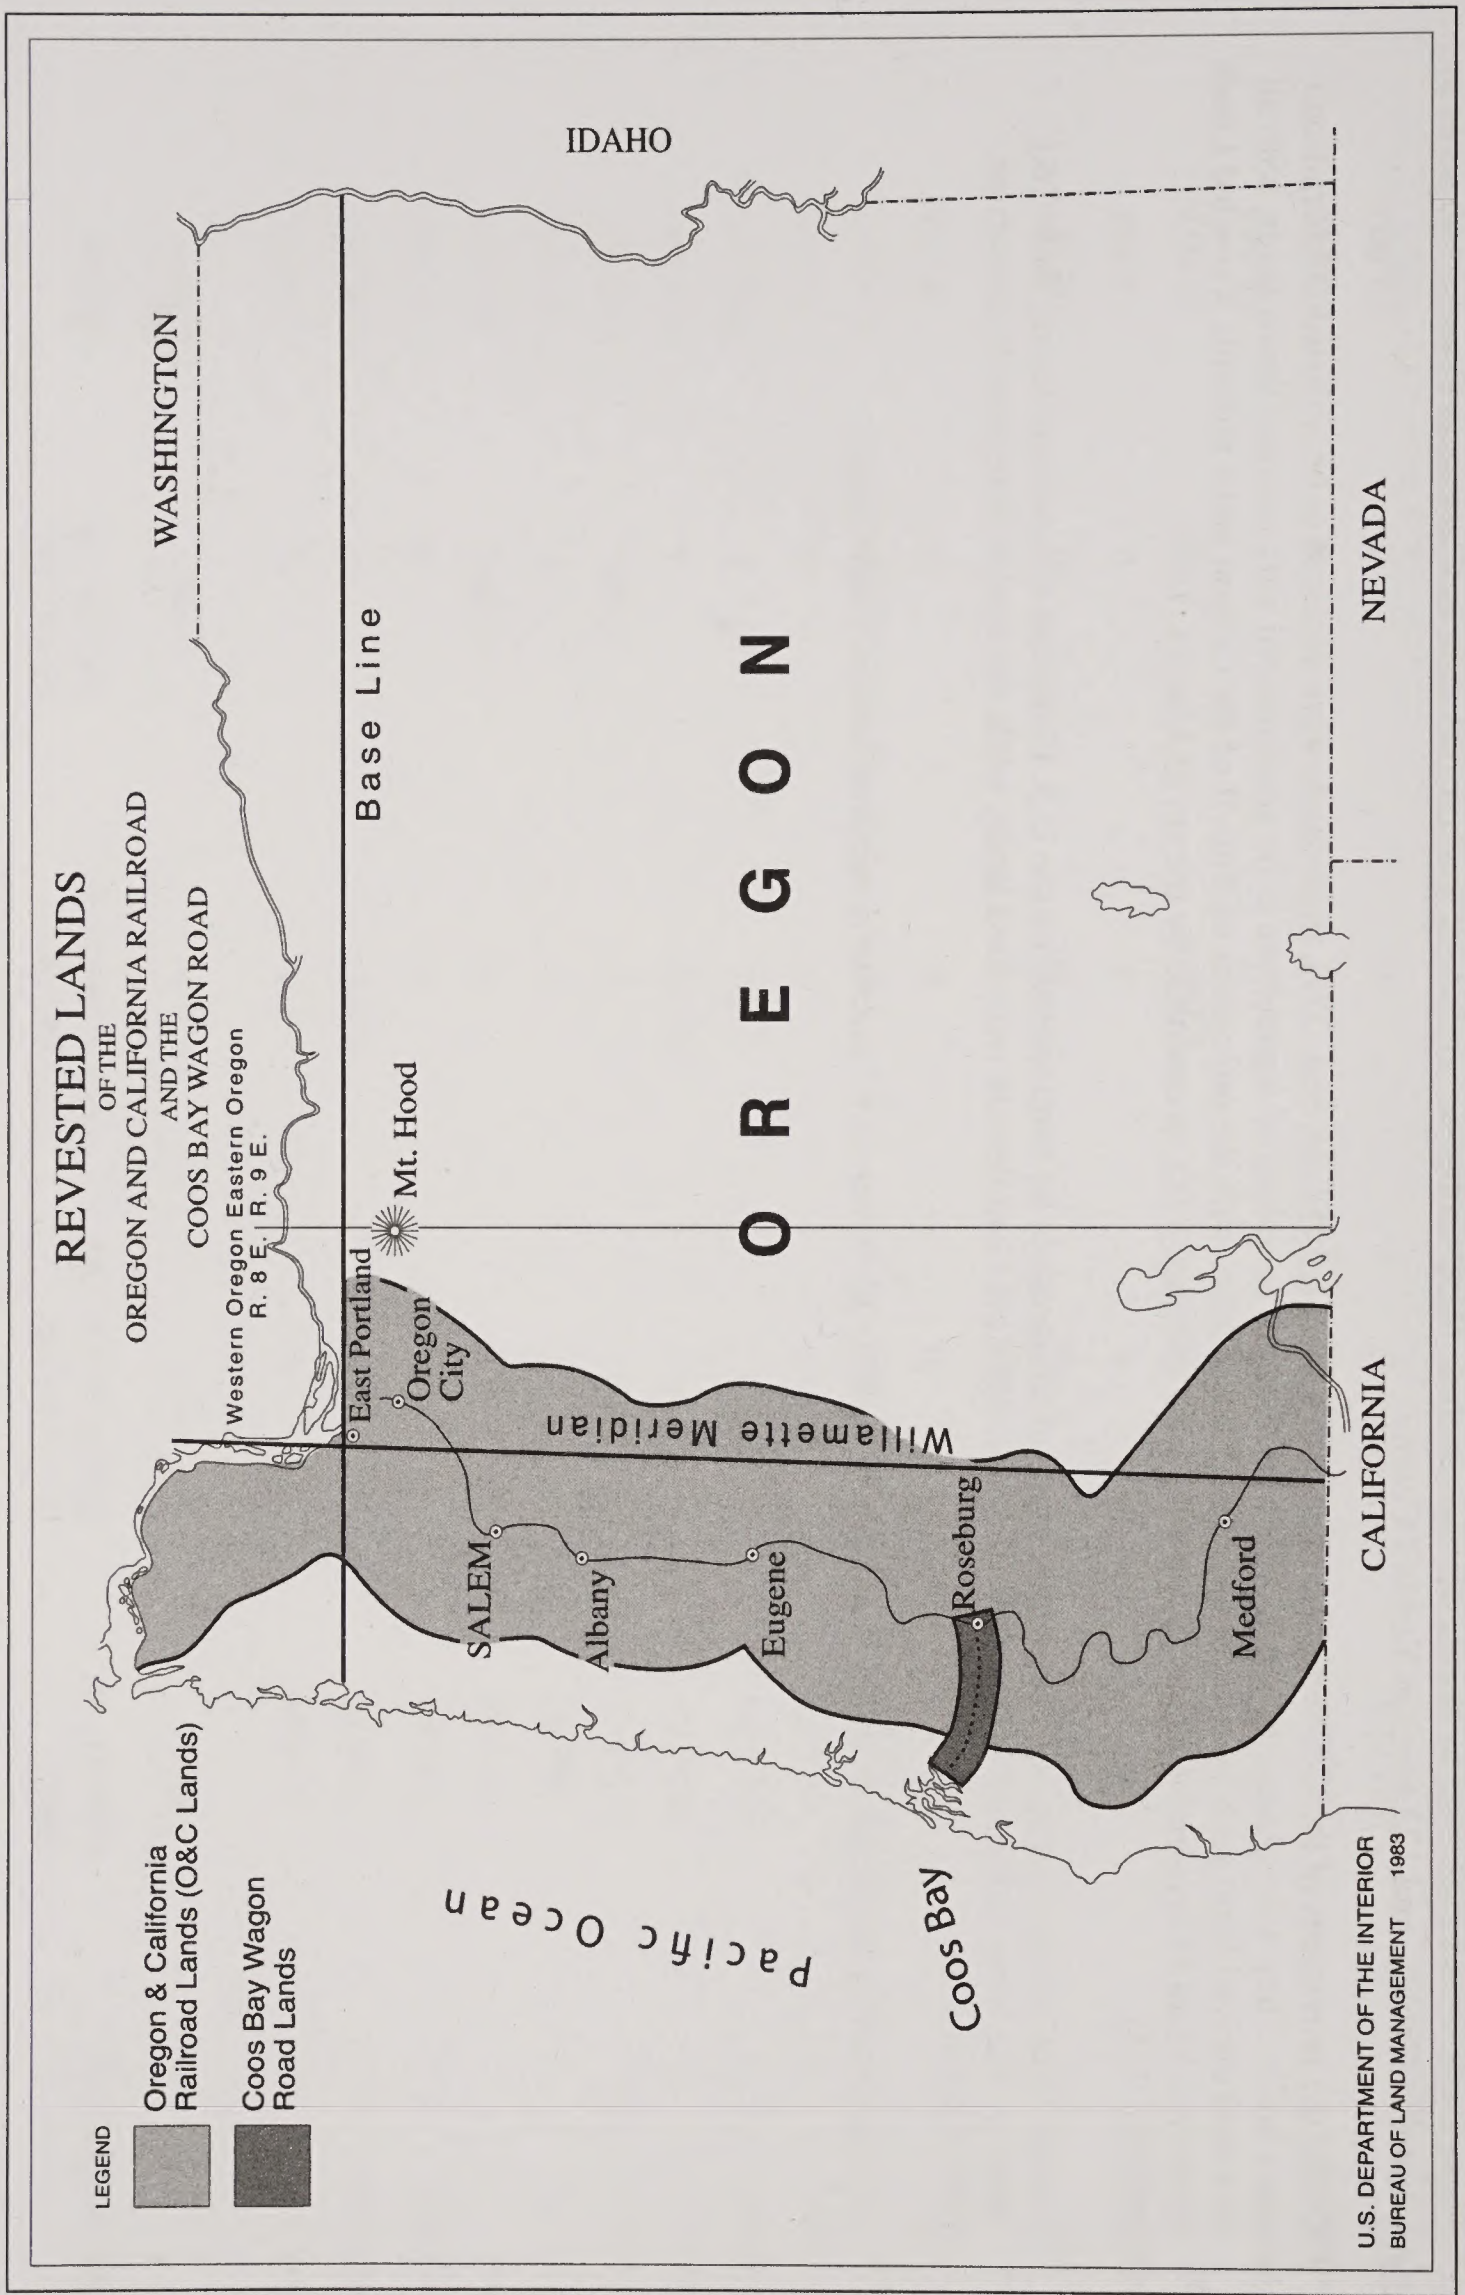 REVESTED LANDS
OF THE
OREGON AND CALIFORNIA RAILROAD
AND THE
COOS BAY WAGON ROAD
LEGEND
Oregon & California
Railroad Lands (O&C Lands)
Coos Bay Wagon
Road Lands
WASHINGTON
Western Oregon Eastern Oregon
R. 8 E. R. 9 E.
Base Line
East Portland
Mt. Hood
Oregon
City
SALEM
Albany
Willamette Meridian
Eugene
Roseburg
Medford
OREGON
IDAHO
Pacific Ocean
Coos Bay
CALIFORNIA
NEVADA
U.S. DEPARTMENT OF THE INTERIOR
BUREAU OF LAND MANAGEMENT 1983